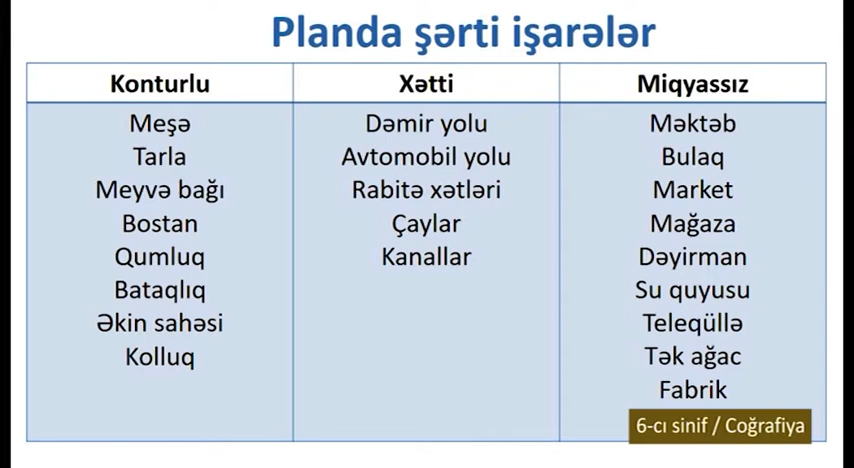 Planda şərti işarələr
Konturlu Xətti Miqyassız
Meşə Dəmir yolu Məktəb
Tarla Avtomobil yolu Bulaq
Meyvə bağı Rabitə xətləri Market
Bostan Çaylar Mağaza
Qumluq Kanallar Dəyirman
Bataqlıq Su quyusu
Əkin sahəsi Teleqüllə
Kolluq Tək ağac
Fabrik
6-cı sinif / Coğrafiya